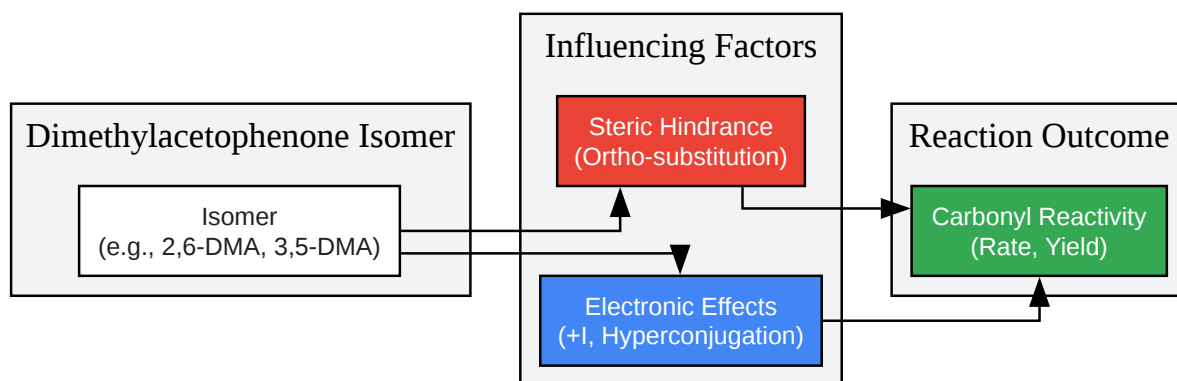 Dimethylacetophenone Isomer
Isomer
(e.g., 2,6-DMA, 3,5-DMA)
Influencing Factors
Steric Hindrance
(Ortho-substitution)
Electronic Effects
(+I, Hyperconjugation)
Reaction Outcome
Carbonyl Reactivity
(Rate, Yield)